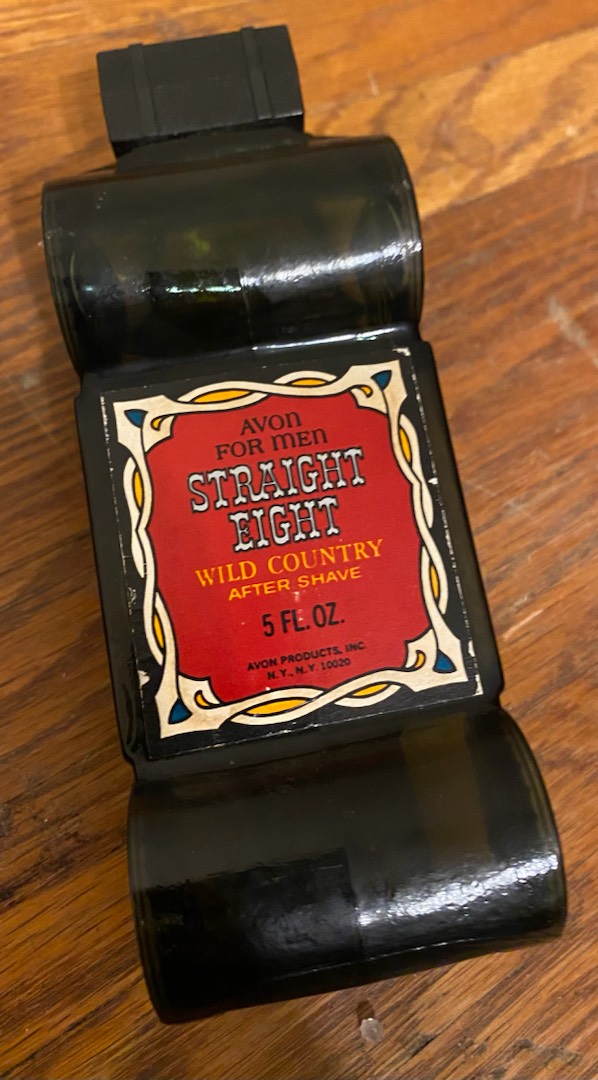 AVON
FOR MEN
STRAIGHT
EIGHT
WILD COUNTRY
AFTER SHAVE
5 FL. OZ.
AVON PRODUCTS, INC.
N.Y., N.Y. 10020